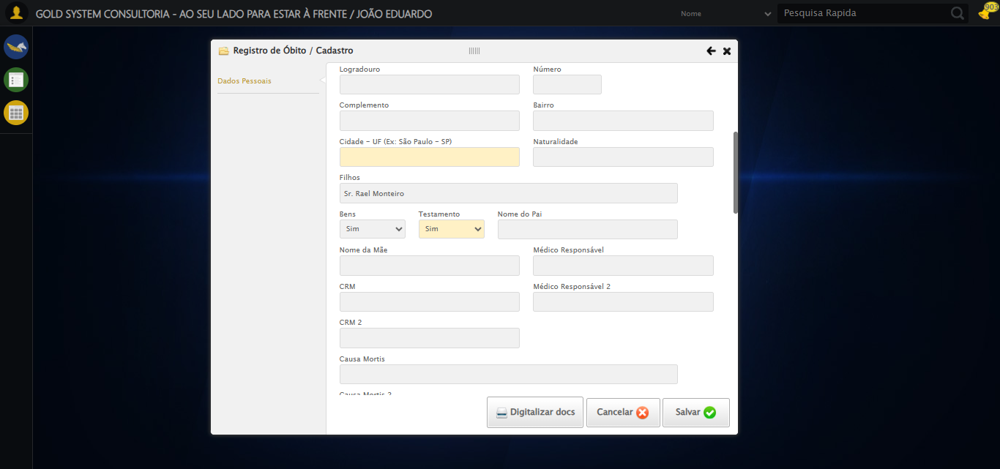 GOLD SYSTEM CONSULTORIA - AO SEU LADO PARA ESTAR À FRENTE / JOÃO EDUARDO
Nome
Pesquisa Rapida
903
Registro de Óbito / Cadastro
Dados Pessoais
Logradouro
Número
Complemento
Bairro
Cidade - UF (Ex: São Paulo - SP)
Naturalidade
Filhos
Sr. Rael Monteiro
Bens
Testamento
Nome do Pai
Sim
Sim
Nome da Mãe
Médico Responsável
CRM
Médico Responsável 2
CRM 2
Causa Mortis
Causa Mortis 2
Digitalizar docs
Cancelar
Salvar